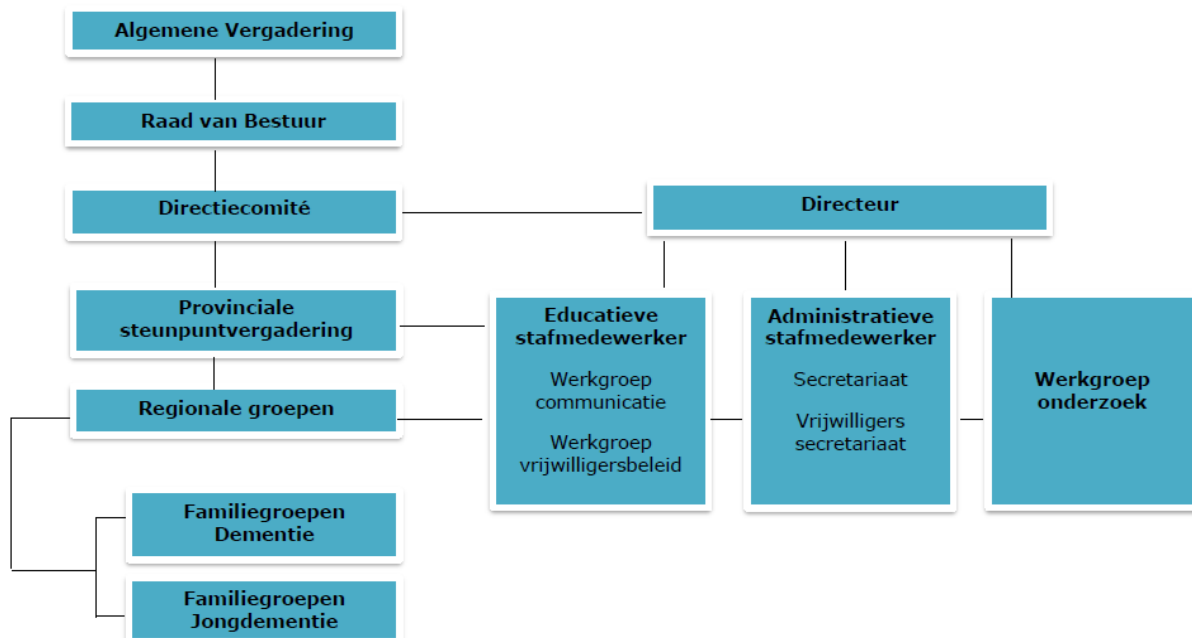 Algemene Vergadering
Raad van Bestuur
Directiecomité
Directeur
Provinciale
steunpuntvergadering
Educatieve
stafmedewerker
Werkgroep
communicatie
Werkgroep
vrijwilligersbeleid
Administratieve
stafmedewerker
Secretariaat
Vrijwilligers
secretariaat
Werkgroep
onderzoek
Regionale groepen
Familiegroepen
Dementie
Familiegroepen
Jongdementie